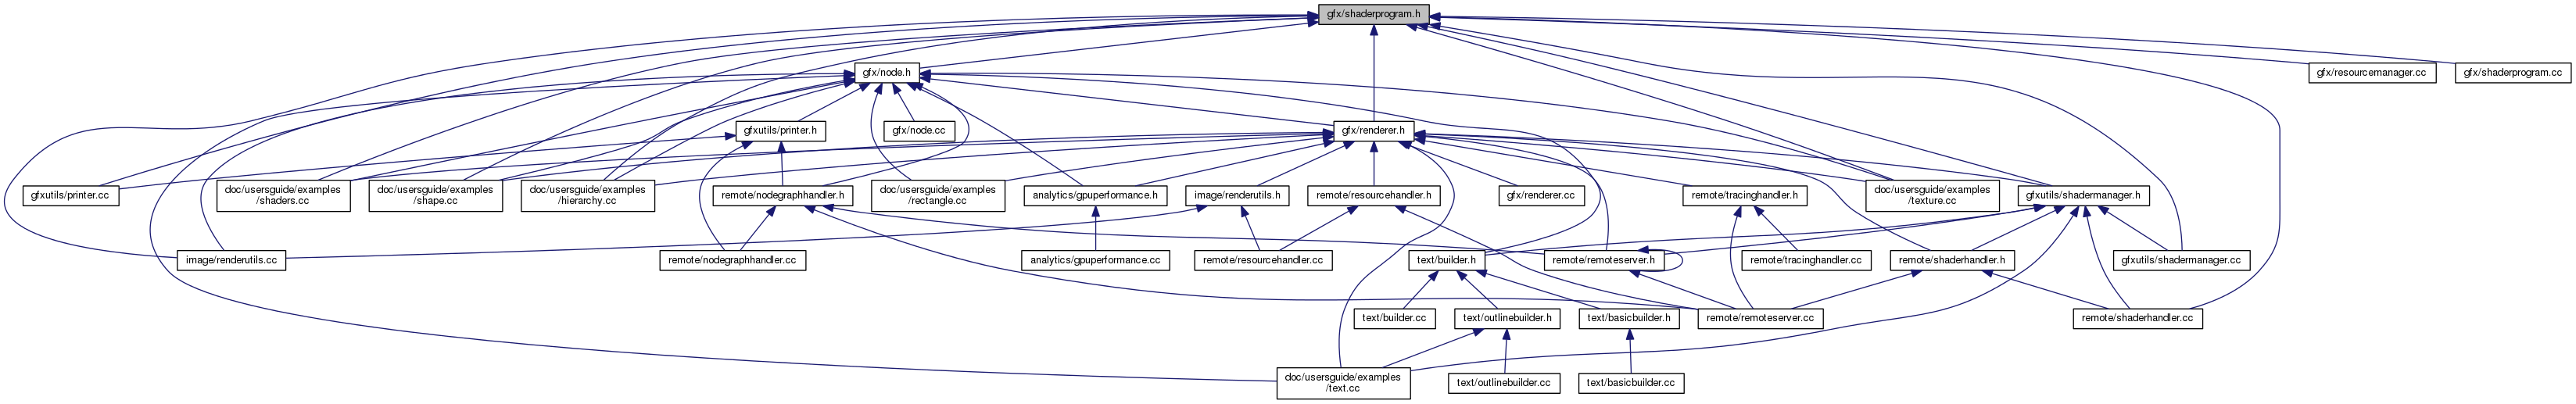 gfx/shaderprogram.h
gfx/node.h
gfx/resourcemanager.cc
gfx/shaderprogram.cc
gfxutils/printer.h
gfx/node.cc
gfx/renderer.h
gfxutils/printer.cc
doc/usersguide/examples
/shaders.cc
doc/usersguide/examples
/shape.cc
doc/usersguide/examples
/hierarchy.cc
remote/nodegraphhandler.h
doc/usersguide/examples
/rectangle.cc
analytics/gpuperformance.h
image/renderutils.h
remote/resourcehandler.h
gfx/renderer.cc
remote/tracinghandler.h
doc/usersguide/examples
/texture.cc
gfxutils/shadermanager.h
image/renderutils.cc
remote/nodegraphhandler.cc
analytics/gpuperformance.cc
remote/resourcehandler.cc
text/builder.h
remote/remoteserver.h
remote/tracinghandler.cc
remote/shaderhandler.h
gfxutils/shadermanager.cc
text/builder.cc
text/outlinebuilder.h
text/basicbuilder.h
remote/remoteserver.cc
remote/shaderhandler.cc
doc/usersguide/examples
/text.cc
text/outlinebuilder.cc
text/basicbuilder.cc